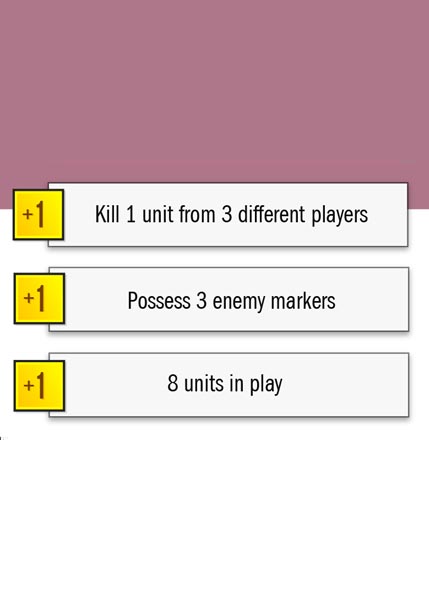 +1 Kill 1 unit from 3 different players
+1 Possess 3 enemy markers
+1 8 units in play